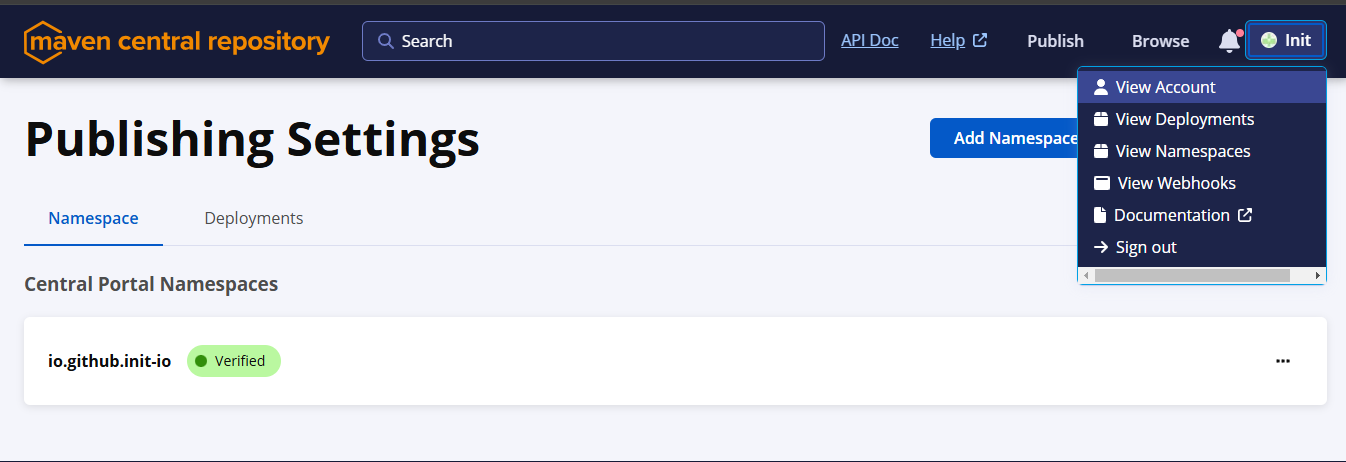 maven central repository
Search
API Doc
Help
Publish
Browse
Init
View Account
View Deployments
View Namespaces
View Webhooks
Documentation
Sign out
Publishing Settings
Add Namespace
Namespace
Deployments
Central Portal Namespaces
io.github.init-io
Verified
...